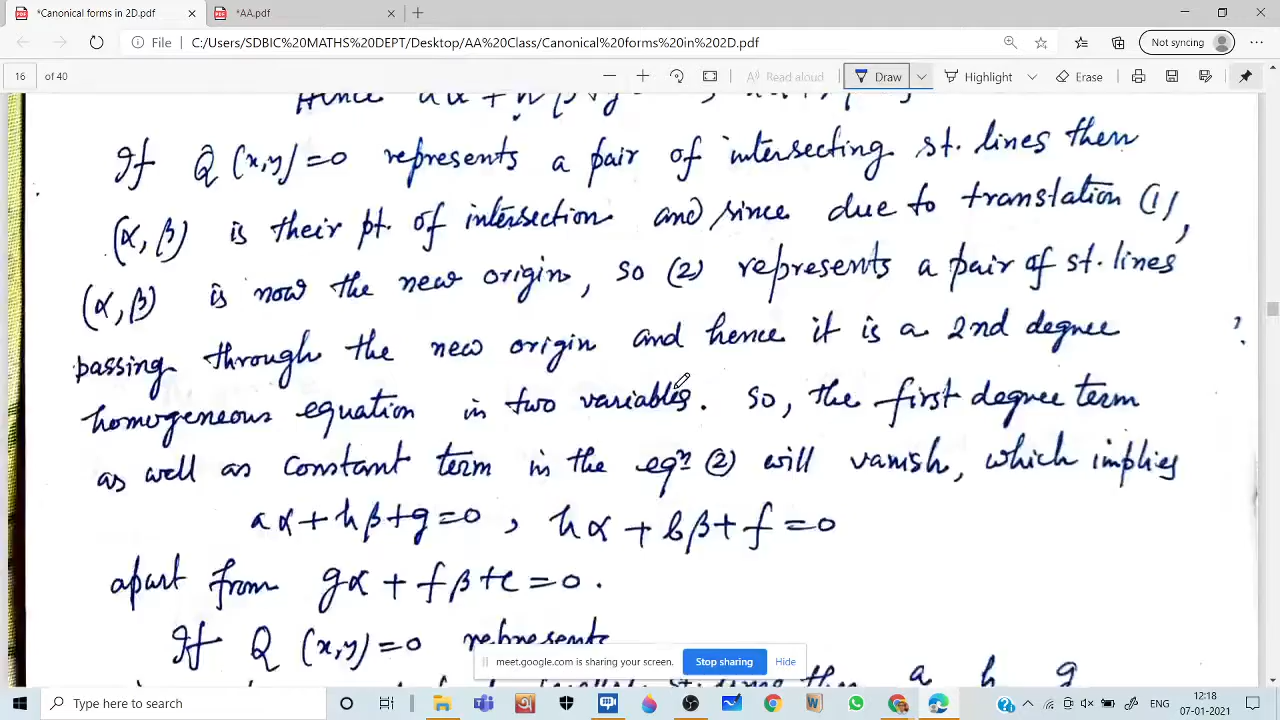 *Canonical forms in 2D.pdf
*AA.pdf
File C:/Users/SDBIC%20MATHS%20DEPT/Desktop/AA%20Class/Canonical%20forms%20in%202D.pdf
Not syncing
16 of 40
Read aloud
Draw
Highlight
Erase
Hence
If Q (x,y)=0 represents a pair of intersecting st. lines then
(α, β) is their pt. of intersection and since due to translation (1),
(α, β) is now the new origin, so (2) represents a pair of st. lines
passing through the new origin and hence it is a 2nd degree ?
homogeneous equation in two variables. So, the first degree term
as well as constant term in the eqn (2) will vanish, which implies
aα + hβ + g = 0 , hα + bβ + f = 0
apart from gα + fβ + c = 0 .
If Q (x,y) = 0 represents
meet.google.com is sharing your screen.
Stop sharing
Hide
a h g
Type here to search
ENG
12:18
07-01-2021